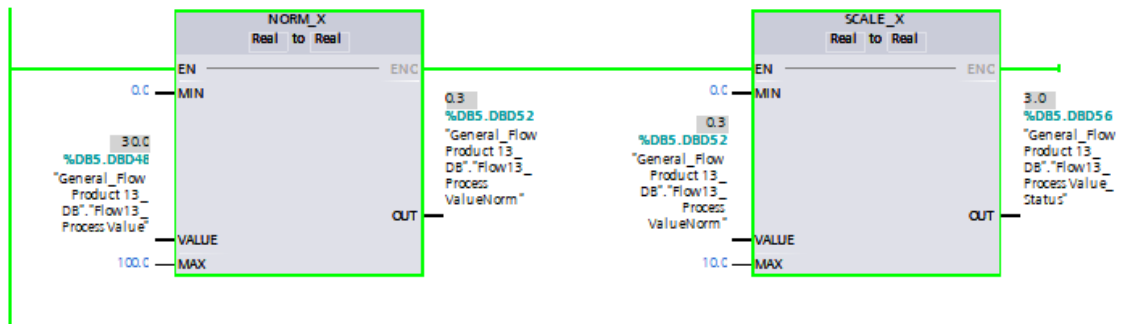 NORM_X
Real to Real
EN
ENO
0.0
MIN
30.0
%DB5.DBD48
"General_Flow
Product 13_
DB"."Flow13_
Process Value"
VALUE
100.0
MAX
0.3
%DB5.DBD52
"General_Flow
Product 13_
DB"."Flow13_
Process
ValueNorm"
OUT
SCALE_X
Real to Real
EN
ENO
0.0
MIN
0.3
%DB5.DBD52
"General_Flow
Product 13_
DB"."Flow13_
Process
ValueNorm"
VALUE
10.0
MAX
3.0
%DB5.DBD56
"General_Flow
Product 13_
DB"."Flow13_
Process Value_
Status"
OUT